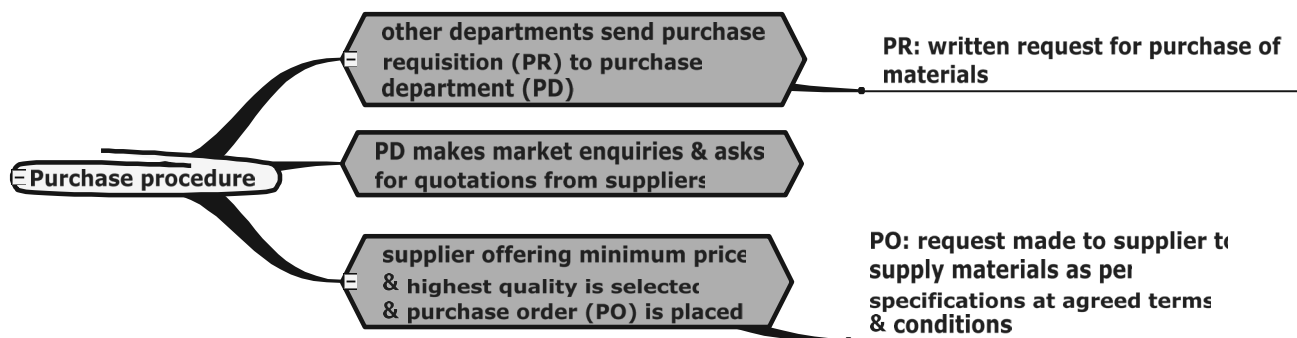 other departments send purchase
requisition (PR) to purchase
department (PD)
PR: written request for purchase of
materials
PD makes market enquiries & asks
for quotations from suppliers
Purchase procedure
supplier offering minimum price
& highest quality is selected
& purchase order (PO) is placed
PO: request made to supplier to
supply materials as per
specifications at agreed terms
& conditions